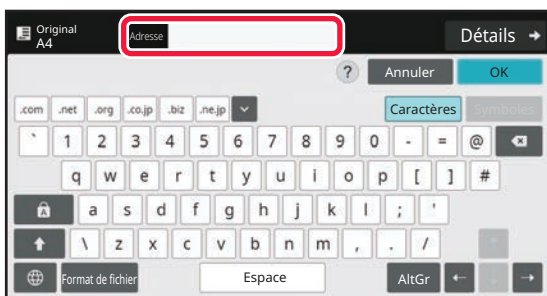 Original
A4
Adresse
Détails
? Annuler OK
.com .net .org .co.jp .biz .ne.jp Caractères Symboles
` 1 2 3 4 5 6 7 8 9 0 - = @
q w e r t y u i o p [ ] #
A a s d f g h j k l ; '
\ z x c v b n m , . /
Format de fichier Espace AltGr